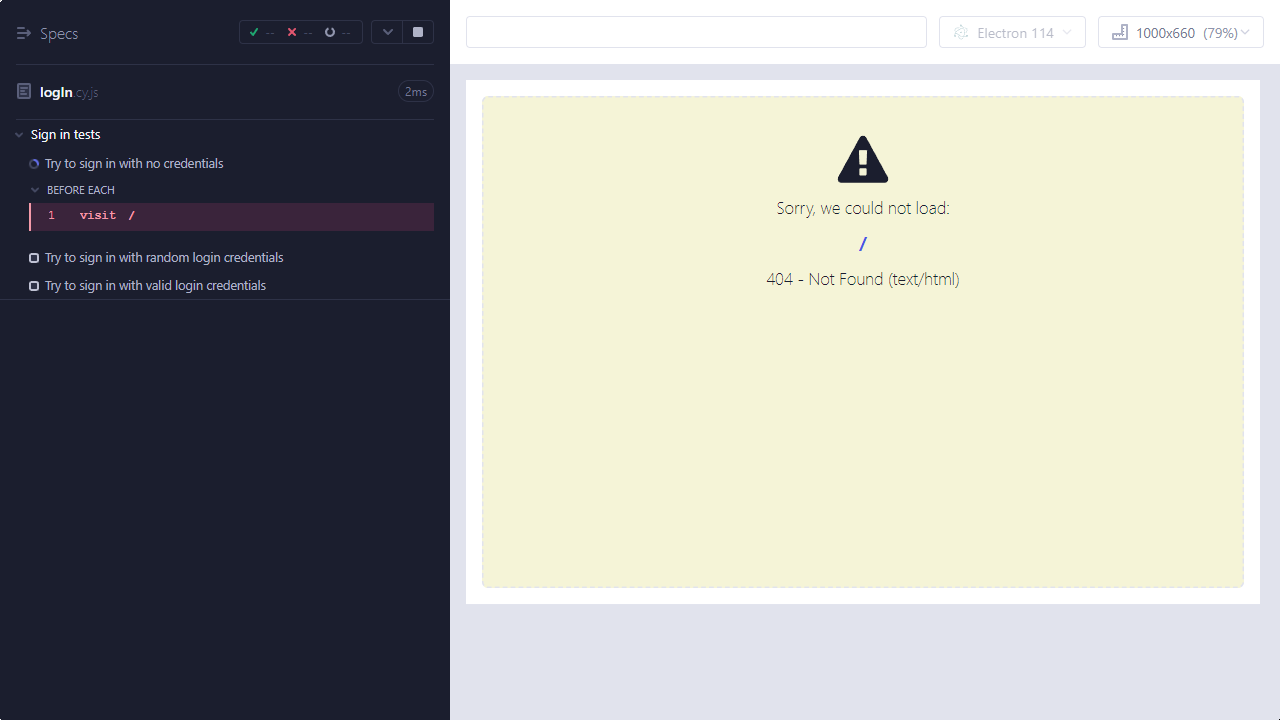 Specs
--
--
--
logIn.cy.js
2ms
Sign in tests
Try to sign in with no credentials
BEFORE EACH
1 visit /
Try to sign in with random login credentials
Try to sign in with valid login credentials
Electron 114
1000x660 (79%)
Sorry, we could not load:
/
404 - Not Found (text/html)